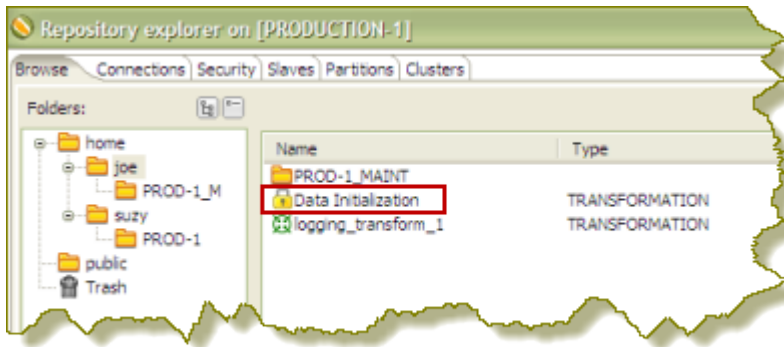 Repository explorer on [PRODUCTION-1]
Browse Connections Security Slaves Partitions Clusters
Folders:
home
joe
PROD-1_M
suzy
PROD-1
public
Trash
Name Type
PROD-1_MAINT
Data Initialization TRANSFORMATION
logging_transform_1 TRANSFORMATION